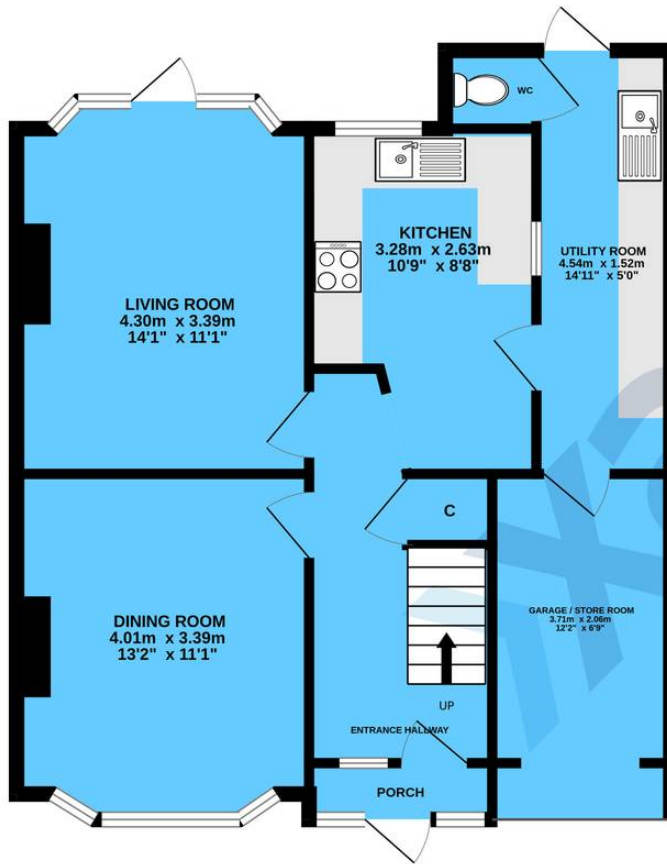 WC
KITCHEN
3.28m x 2.63m
10'9" x 8'8"
UTILITY ROOM
4.54m x 1.52m
14'11" x 5'0"
LIVING ROOM
4.30m x 3.39m
14'1" x 11'1"
C
DINING ROOM
4.01m x 3.39m
13'2" x 11'1"
GARAGE / STORE ROOM
3.71m x 2.06m
12'2" x 6'9"
UP
ENTRANCE HALLWAY
PORCH